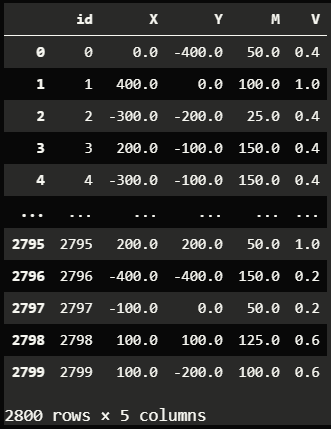 id X Y M V
0 0 0.0 -400.0 50.0 0.4
1 1 400.0 0.0 100.0 1.0
2 2 -300.0 -200.0 25.0 0.4
3 3 200.0 -100.0 150.0 0.4
4 4 -300.0 -100.0 150.0 0.4
... ... ... ... ... ...
2795 2795 200.0 200.0 50.0 1.0
2796 2796 -400.0 -400.0 150.0 0.2
2797 2797 -100.0 0.0 50.0 0.2
2798 2798 100.0 100.0 125.0 0.6
2799 2799 100.0 -200.0 100.0 0.6
2800 rows × 5 columns